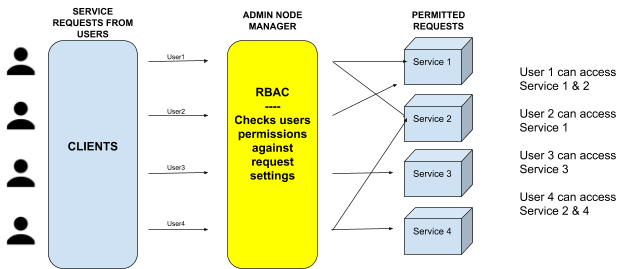 SERVICE
REQUESTS FROM
USERS
ADMIN NODE
MANAGER
PERMITTED
REQUESTS
CLIENTS
User1
User2
User3
User4
RBAC
----
Checks users
permissions
against
request
settings
Service 1
Service 2
Service 3
Service 4
User 1 can access
Service 1 & 2
User 2 can access
Service 1
User 3 can access
Service 3
User 4 can access
Service 2 & 4